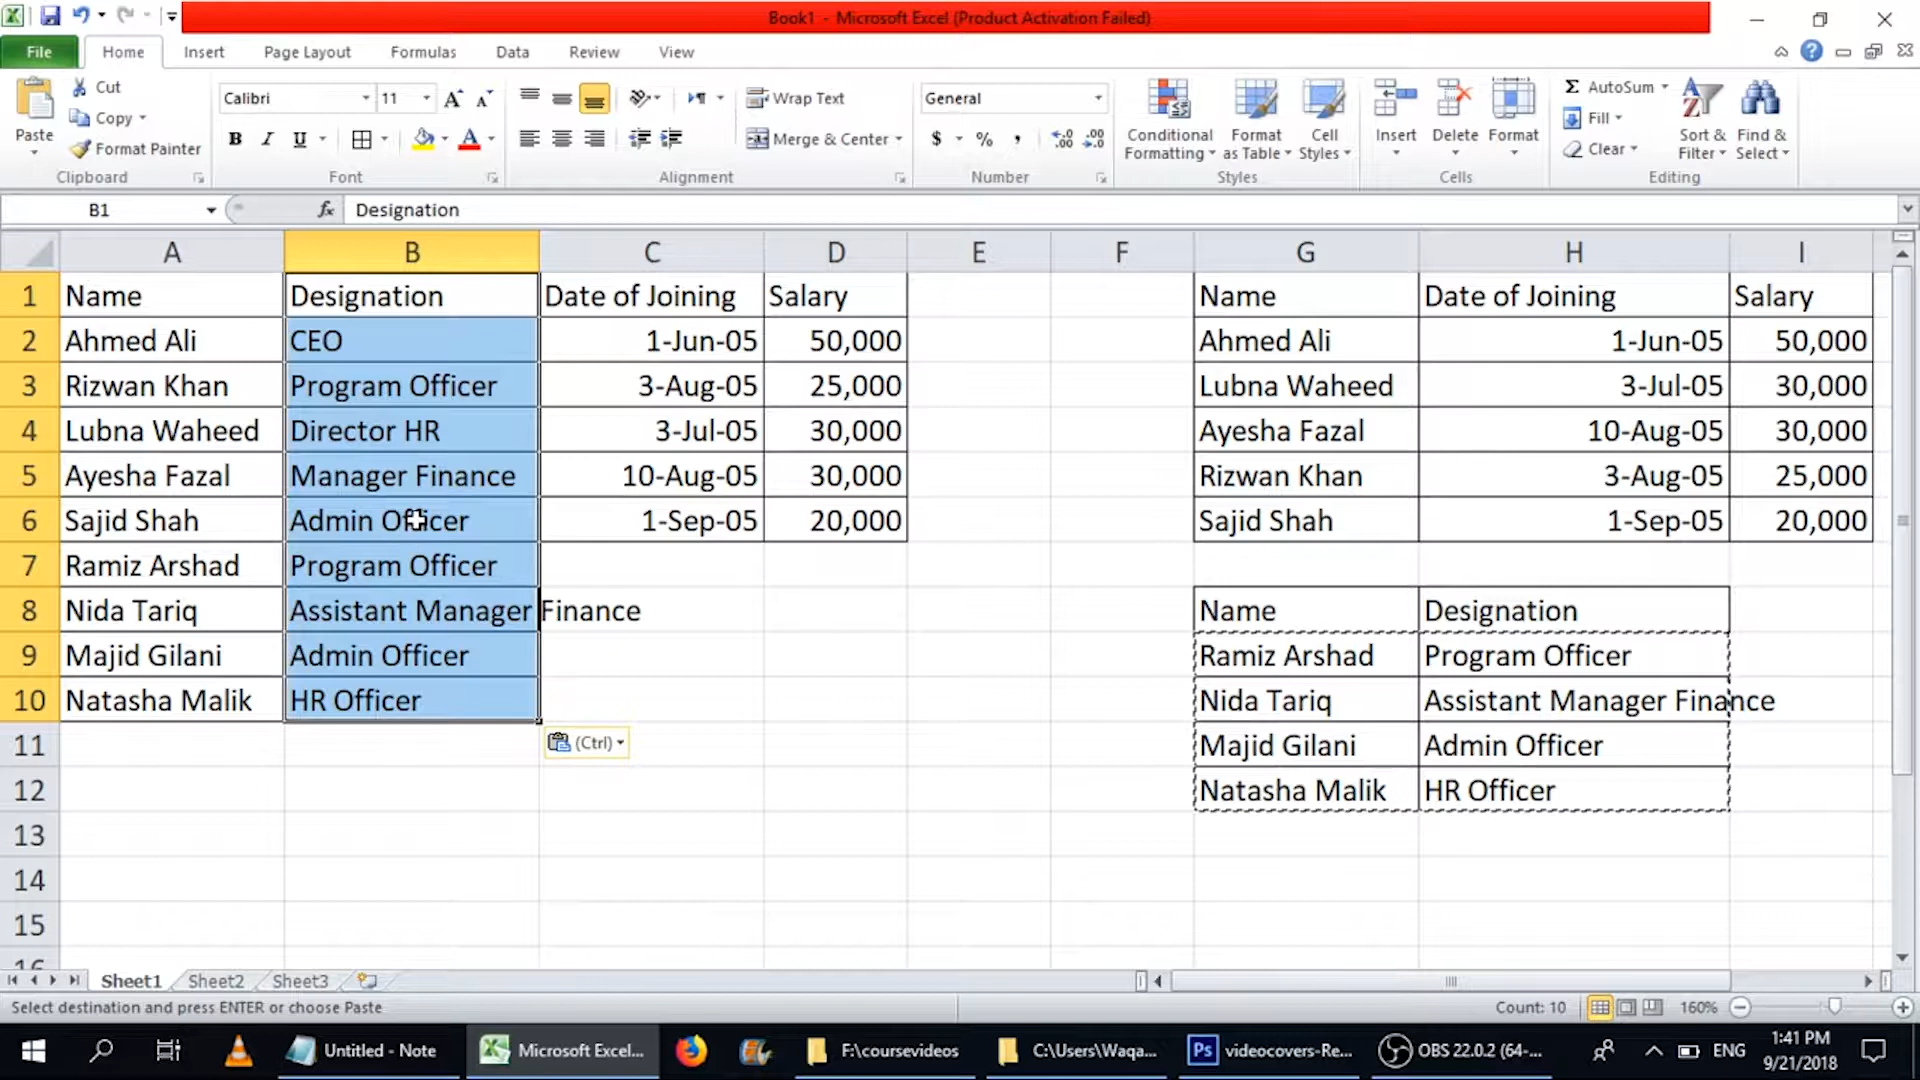 Book1 - Microsoft Excel (Product Activation Failed)
File Home Insert Page Layout Formulas Data Review View
Paste Cut Copy Format Painter Clipboard
Calibri 11 B I U A Font
Wrap Text Merge & Center Alignment
General $ % , Number
Conditional Formatting Format as Table Cell Styles Styles
Insert Delete Format Cells
Σ AutoSum Fill Clear Sort & Filter Find & Select Editing
B1 fx Designation
A B C D E F G H I
1 Name Designation Date of Joining Salary Name Date of Joining Salary
2 Ahmed Ali CEO 1-Jun-05 50,000 Ahmed Ali 1-Jun-05 50,000
3 Rizwan Khan Program Officer 3-Aug-05 25,000 Lubna Waheed 3-Jul-05 30,000
4 Lubna Waheed Director HR 3-Jul-05 30,000 Ayesha Fazal 10-Aug-05 30,000
5 Ayesha Fazal Manager Finance 10-Aug-05 30,000 Rizwan Khan 3-Aug-05 25,000
6 Sajid Shah Admin Officer 1-Sep-05 20,000 Sajid Shah 1-Sep-05 20,000
7 Ramiz Arshad Program Officer
8 Nida Tariq Assistant Manager Finance Name Designation
9 Majid Gilani Admin Officer Ramiz Arshad Program Officer
10 Natasha Malik HR Officer Nida Tariq Assistant Manager Finance
11 (Ctrl) Majid Gilani Admin Officer
12 Natasha Malik HR Officer
13
14
15
16
Sheet1 Sheet2 Sheet3
Select destination and press ENTER or choose Paste Count: 10 160%
Untitled - Note Microsoft Excel... F:\coursevideos C:\Users\Waqa... Ps videocovers-Re... OBS 22.0.2 (64-... ENG 1:41 PM
9/21/2018